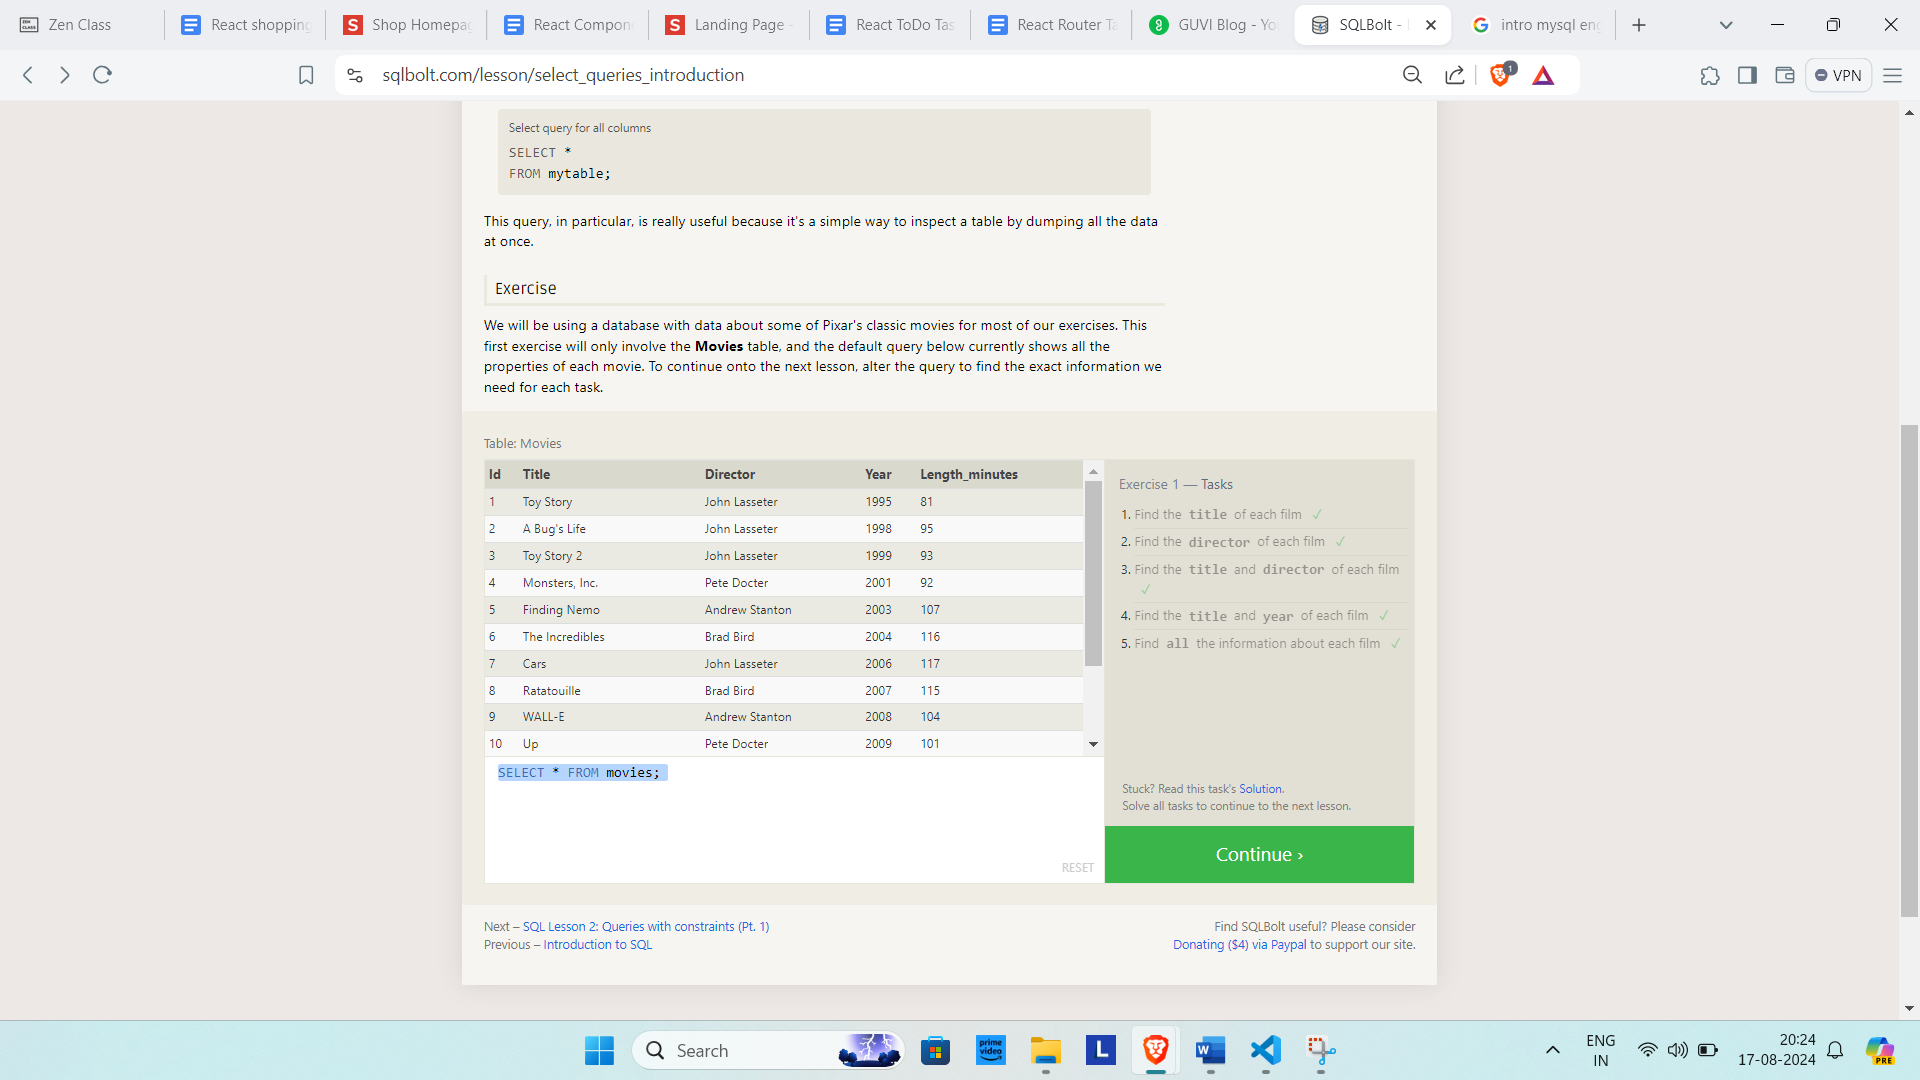 Zen Class
React shopping
Shop Homepag
React Compon
Landing Page -
React ToDo Tas
React Router Ta
GUVI Blog - Yo
SQLBolt -
intro mysql eng
sqlbolt.com/lesson/select_queries_introduction
1
VPN
Select query for all columns
SELECT *
FROM mytable;
This query, in particular, is really useful because it's a simple way to inspect a table by dumping all the data
at once.
Exercise
We will be using a database with data about some of Pixar's classic movies for most of our exercises. This
first exercise will only involve the Movies table, and the default query below currently shows all the
properties of each movie. To continue onto the next lesson, alter the query to find the exact information we
need for each task.
Table: Movies
Id Title Director Year Length_minutes
1 Toy Story John Lasseter 1995 81
2 A Bug's Life John Lasseter 1998 95
3 Toy Story 2 John Lasseter 1999 93
4 Monsters, Inc. Pete Docter 2001 92
5 Finding Nemo Andrew Stanton 2003 107
6 The Incredibles Brad Bird 2004 116
7 Cars John Lasseter 2006 117
8 Ratatouille Brad Bird 2007 115
9 WALL-E Andrew Stanton 2008 104
10 Up Pete Docter 2009 101
SELECT * FROM movies;
RESET
Exercise 1 — Tasks
1. Find the title of each film ✓
2. Find the director of each film ✓
3. Find the title and director of each film
✓
4. Find the title and year of each film ✓
5. Find all the information about each film ✓
Stuck? Read this task's Solution.
Solve all tasks to continue to the next lesson.
Continue ›
Next – SQL Lesson 2: Queries with constraints (Pt. 1)
Previous – Introduction to SQL
Find SQLBolt useful? Please consider
Donating ($4) via Paypal to support our site.
Search
prime
video
L
W
ENG
IN
20:24
17-08-2024
PRE